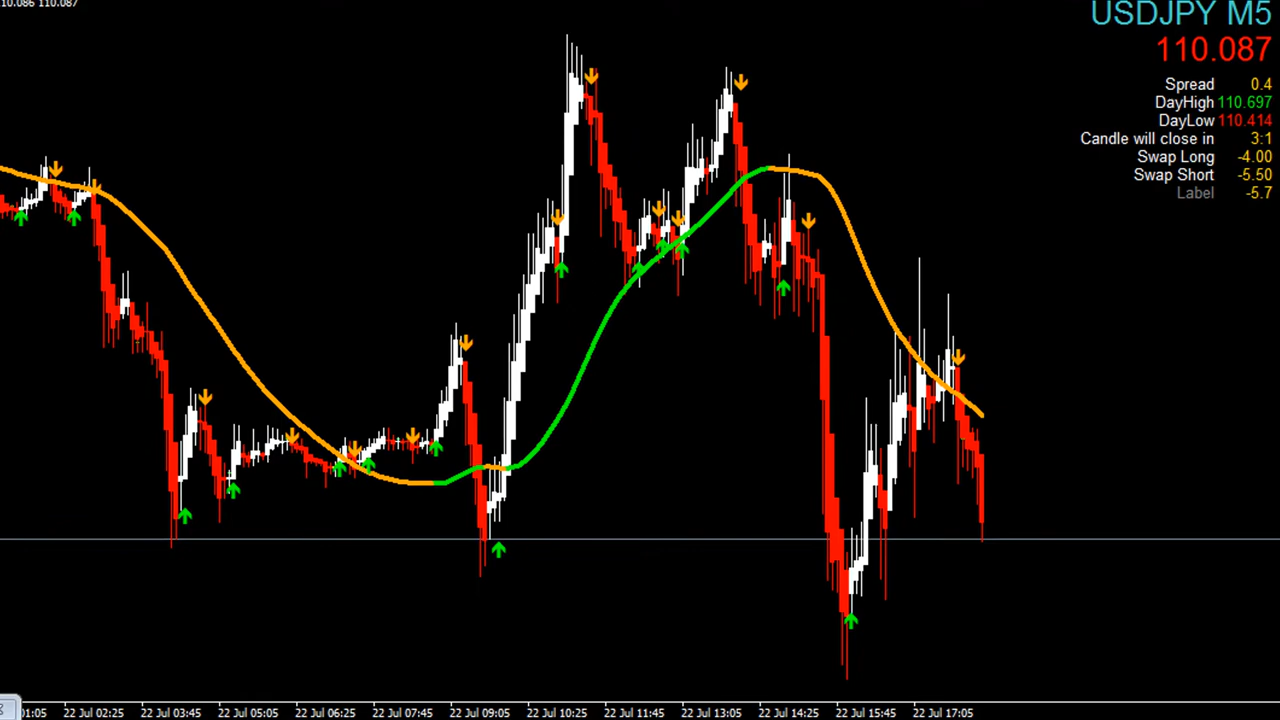 110.086 110.087
USDJPY M5
110.087
Spread 0.4
DayHigh 110.697
DayLow 110.414
Candle will close in 3:1
Swap Long -4.00
Swap Short -5.50
Label -5.7
01:05 22 Jul 02:25 22 Jul 03:45 22 Jul 05:05 22 Jul 06:25 22 Jul 07:45 22 Jul 09:05 22 Jul 10:25 22 Jul 11:45 22 Jul 13:05 22 Jul 14:25 22 Jul 15:45 22 Jul 17:05